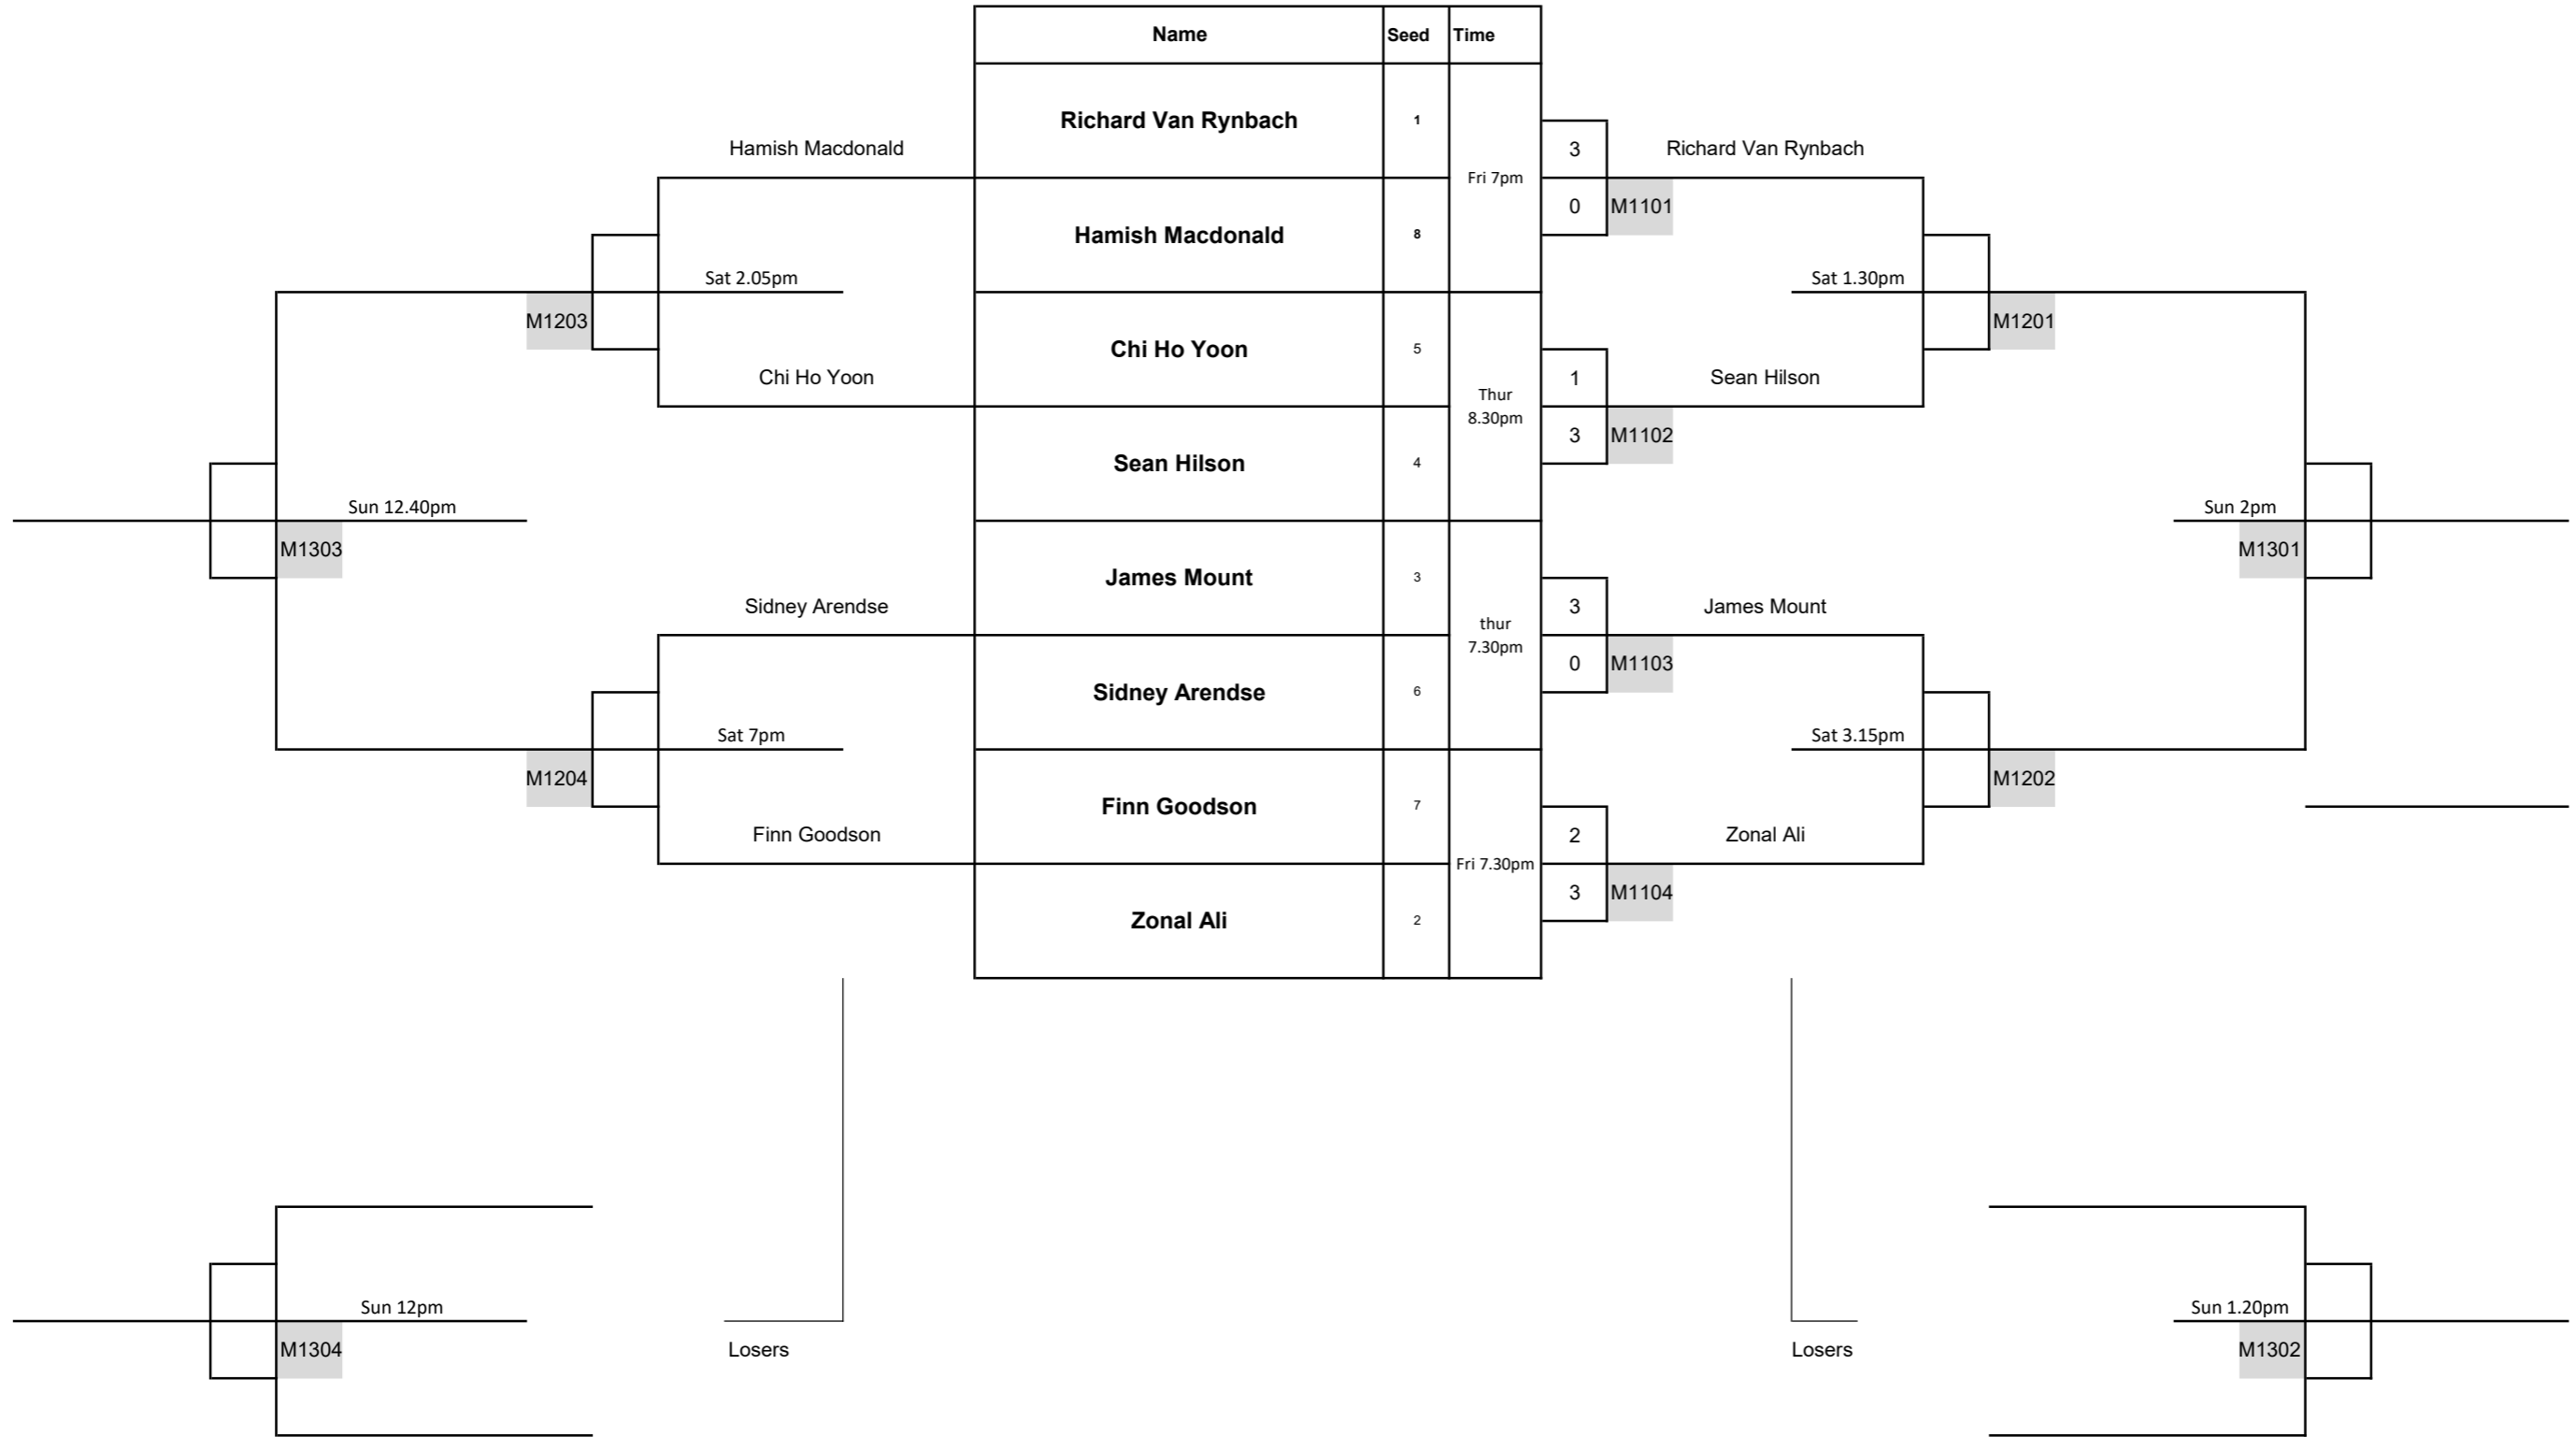 Name Seed Time
Richard Van Rynbach 1
Hamish Macdonald 3 Richard Van Rynbach
Fri 7pm
0 M1101
Hamish Macdonald 8
Sat 2.05pm Sat 1.30pm
M1203 M1201
Chi Ho Yoon 5
Chi Ho Yoon 1 Sean Hilson
Thur
8.30pm
3 M1102
Sean Hilson 4
Sun 12.40pm Sun 2pm
M1303 M1301
James Mount 3
Sidney Arendse 3 James Mount
thur
7.30pm
0 M1103
Sidney Arendse 6
Sat 7pm Sat 3.15pm
M1204 M1202
Finn Goodson 7
Finn Goodson 2 Zonal Ali
Fri 7.30pm
3 M1104
Zonal Ali 2
Sun 12pm Sun 1.20pm
M1304 Losers Losers M1302